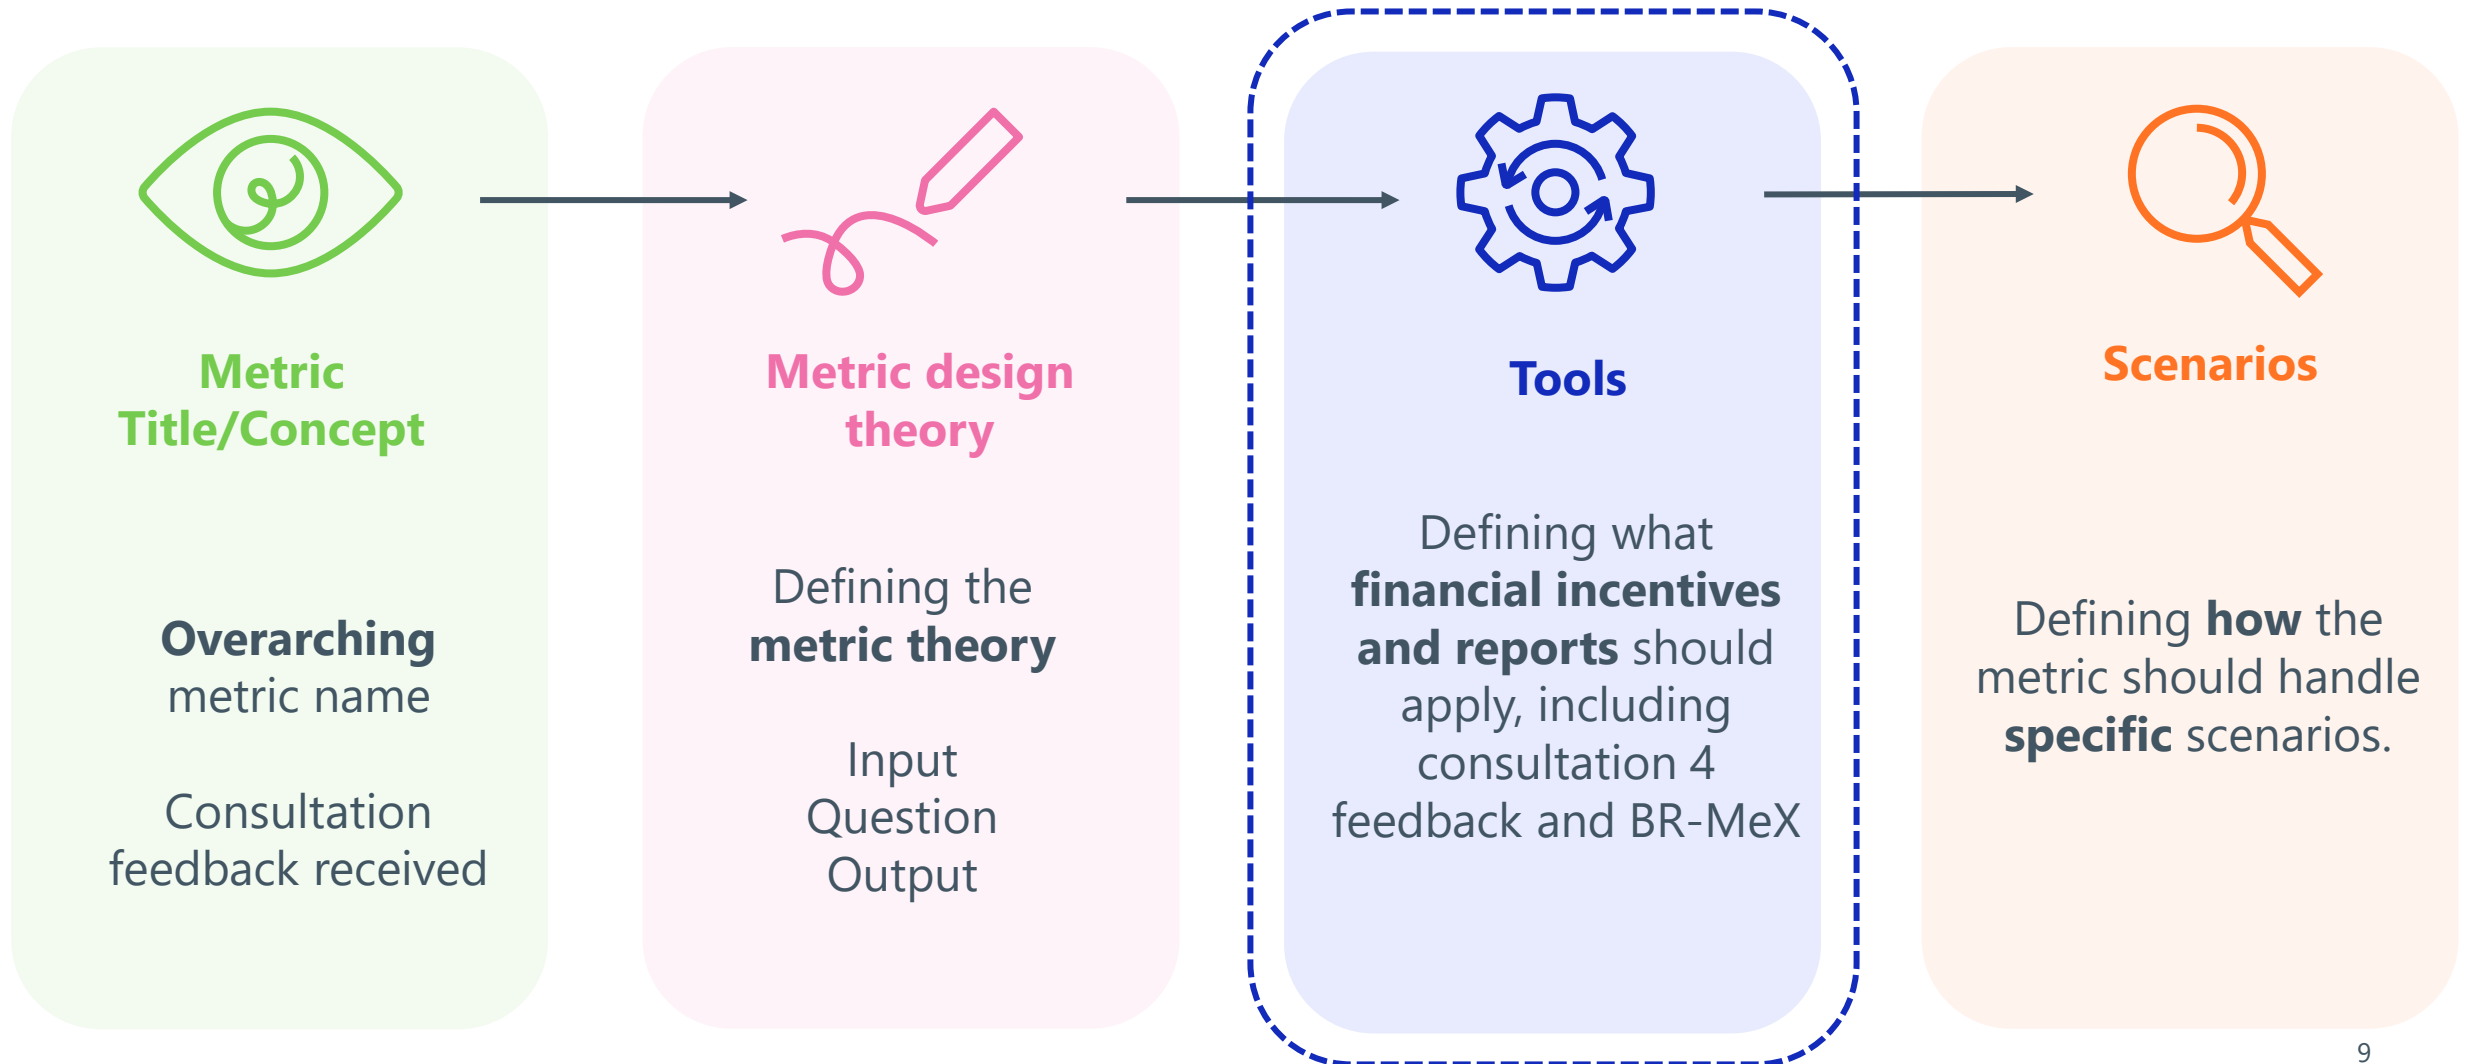 Metric
Title/Concept
Overarching
metric name
Consultation
feedback received
Metric design
theory
Defining the
metric theory
Input
Question
Output
Tools
Defining what
financial incentives
and reports should
apply, including
consultation 4
feedback and BR-MeX
Scenarios
Defining how the
metric should handle
specific scenarios.
9